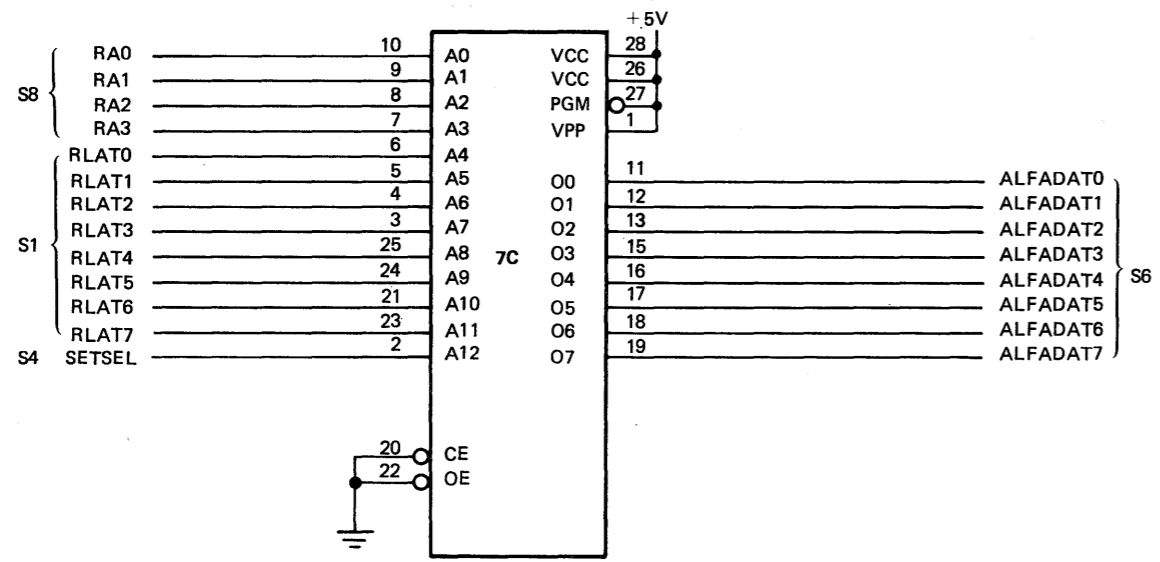 +5V
RA0 10 A0 VCC 28
RA1 9 A1 VCC 26
S8 RA2 8 A2 PGM 27
RA3 7 A3 VPP 1
RLAT0 6 A4
RLAT1 5 A5 O0 11 ALFADAT0
RLAT2 4 A6 O1 12 ALFADAT1
RLAT3 3 A7 O2 13 ALFADAT2
S1 RLAT4 25 A8 7C O3 15 ALFADAT3
RLAT5 24 A9 O4 16 ALFADAT4 S6
RLAT6 21 A10 O5 17 ALFADAT5
RLAT7 23 A11 O6 18 ALFADAT6
S4 SETSEL 2 A12 O7 19 ALFADAT7
20 CE
22 OE